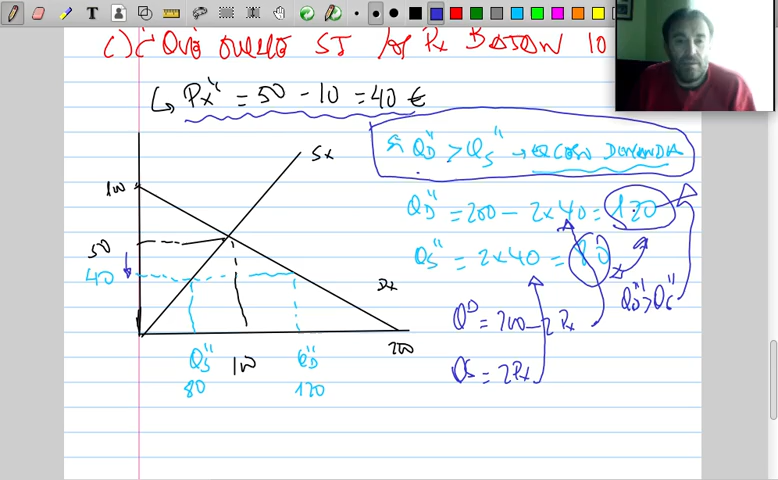 c) ¿Qué sucede si los Px BAJAN 10
↳ Px'' = 50 - 10 = 40 €
Si QD'' > QS'' → EXCESO DEMANDA
QD'' = 200 - 2x40 = 120
QS'' = 2x40 = 80
QD'' > QS''
QD = 200 - 2Px
QS = 2Px
Sx
100
50
40
Dx
200
QS'' 100 QD''
80 120